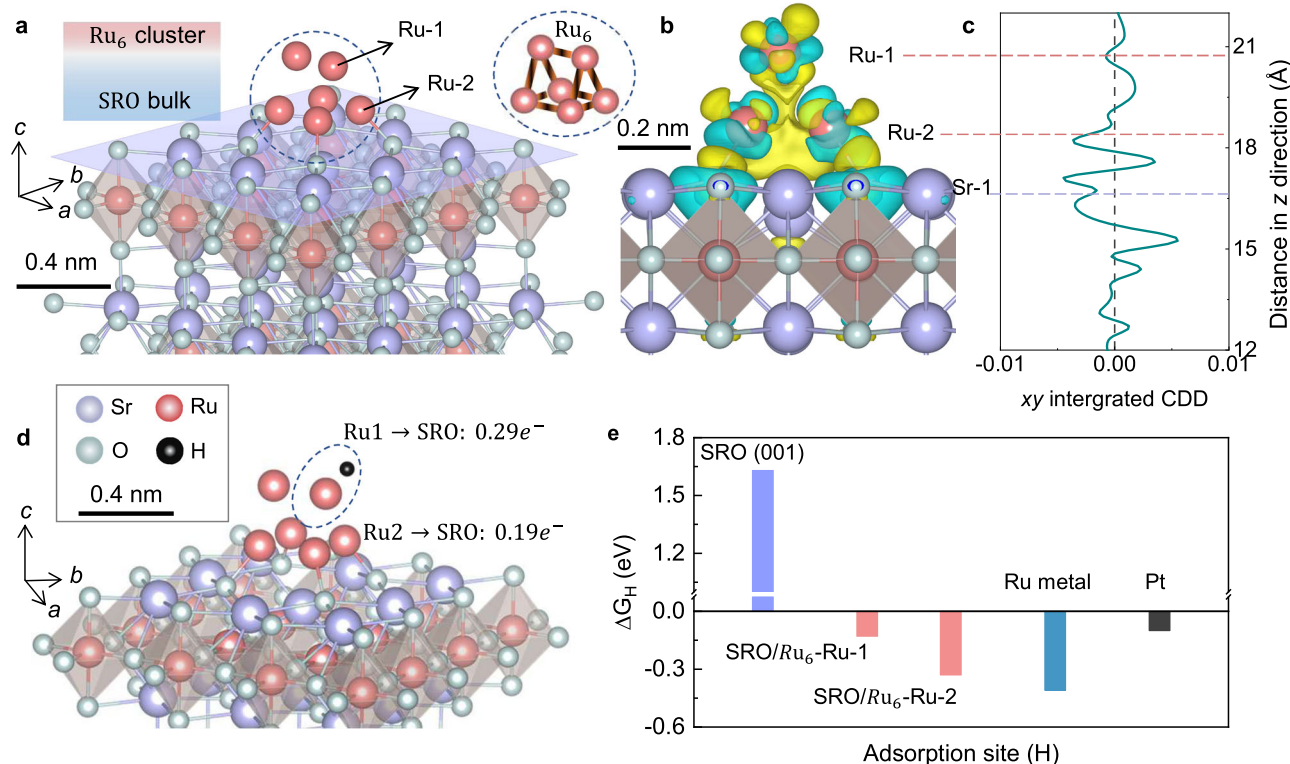 a
Ru₆ cluster
SRO bulk
Ru-1
Ru-2
Ru₆
c
b
a
0.4 nm
b
0.2 nm
Ru-1
Ru-2
Sr-1
c
21
18
15
12
Distance in z direction (Å)
-0.01
0.00
0.01
xy intergrated CDD
d
Sr
Ru
O
H
0.4 nm
Ru1 → SRO: 0.29e⁻
Ru2 → SRO: 0.19e⁻
c
b
a
e
1.8
1.5
1.2
0.0
-0.3
-0.6
ΔG_H (eV)
SRO (001)
SRO/Ru₆-Ru-1
SRO/Ru₆-Ru-2
Ru metal
Pt
Adsorption site (H)